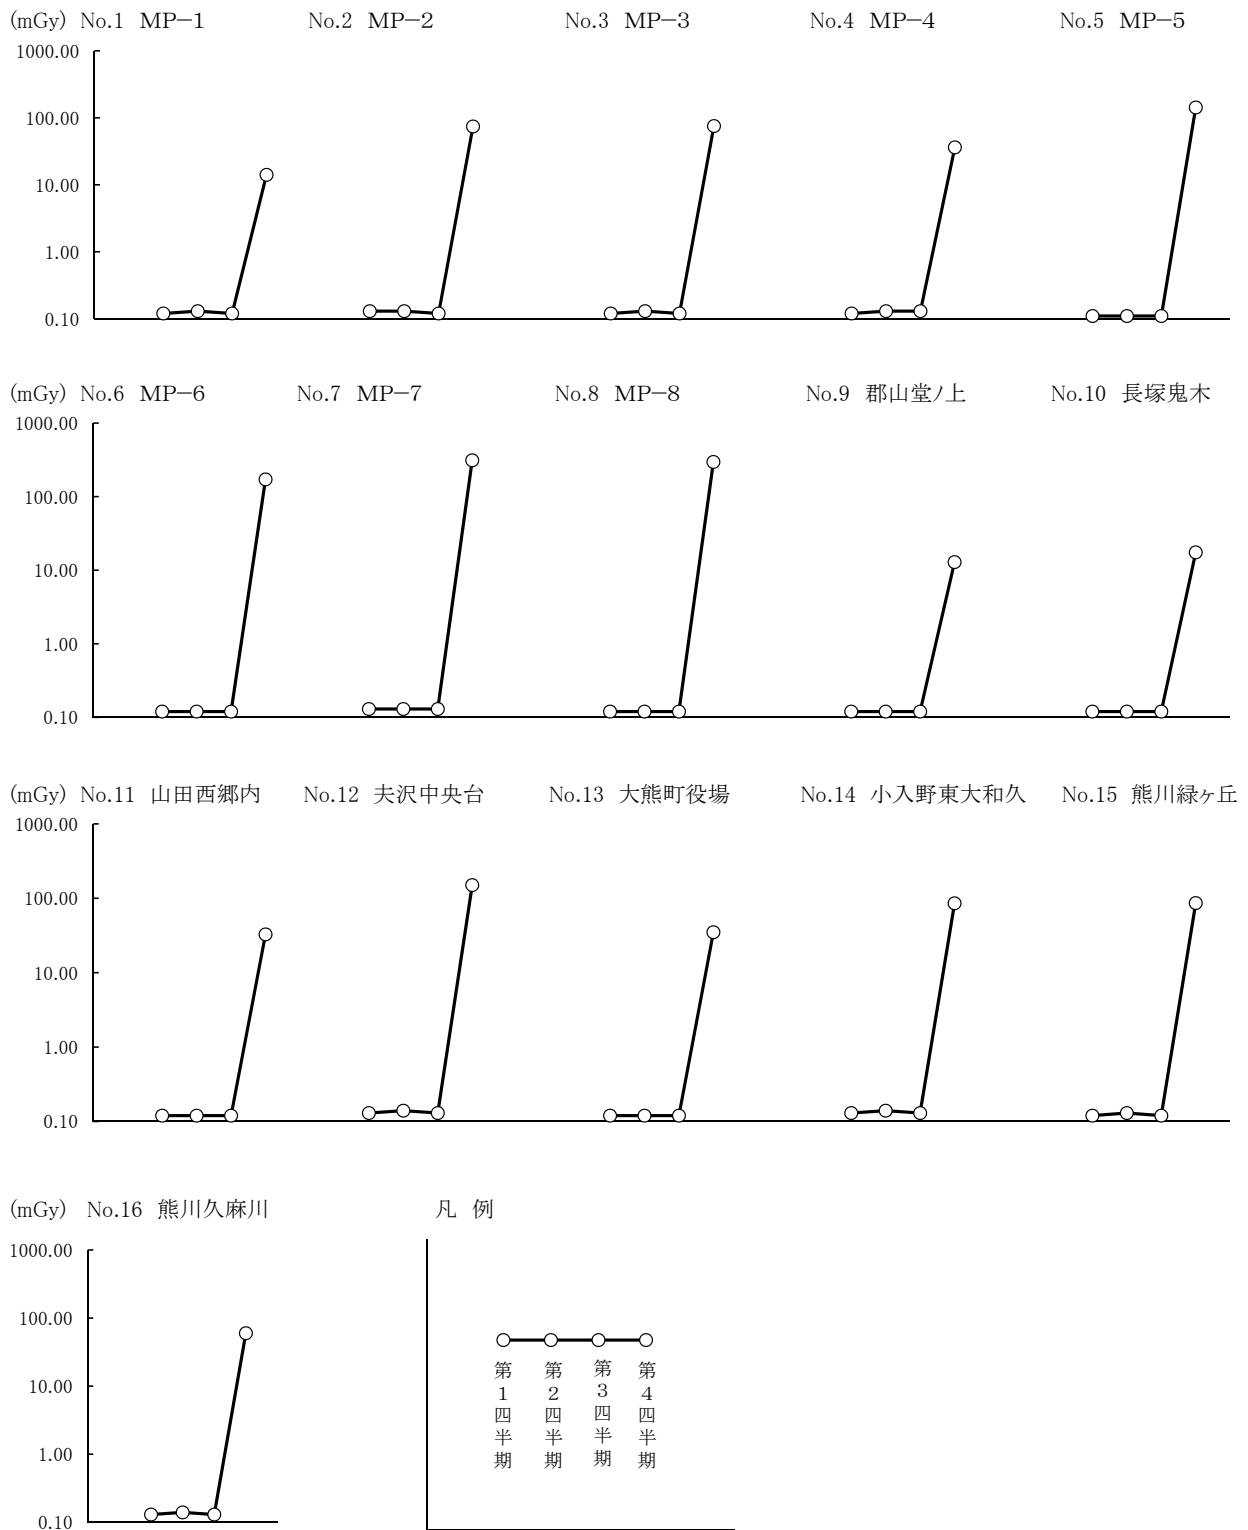 (mGy) No.1 MP−1 No.2 MP−2 No.3 MP−3 No.4 MP−4 No.5 MP−5
1000.00
100.00
10.00
1.00
0.10
(mGy) No.6 MP−6 No.7 MP−7 No.8 MP−8 No.9 郡山堂ノ上 No.10 長塚鬼木
1000.00
100.00
10.00
1.00
0.10
(mGy) No.11 山田西郷内 No.12 夫沢中央台 No.13 大熊町役場 No.14 小入野東大和久 No.15 熊川緑ヶ丘
1000.00
100.00
10.00
1.00
0.10
(mGy) No.16 熊川久麻川 凡 例
1000.00
100.00
10.00
1.00
0.10
第1四半期
第2四半期
第3四半期
第4四半期